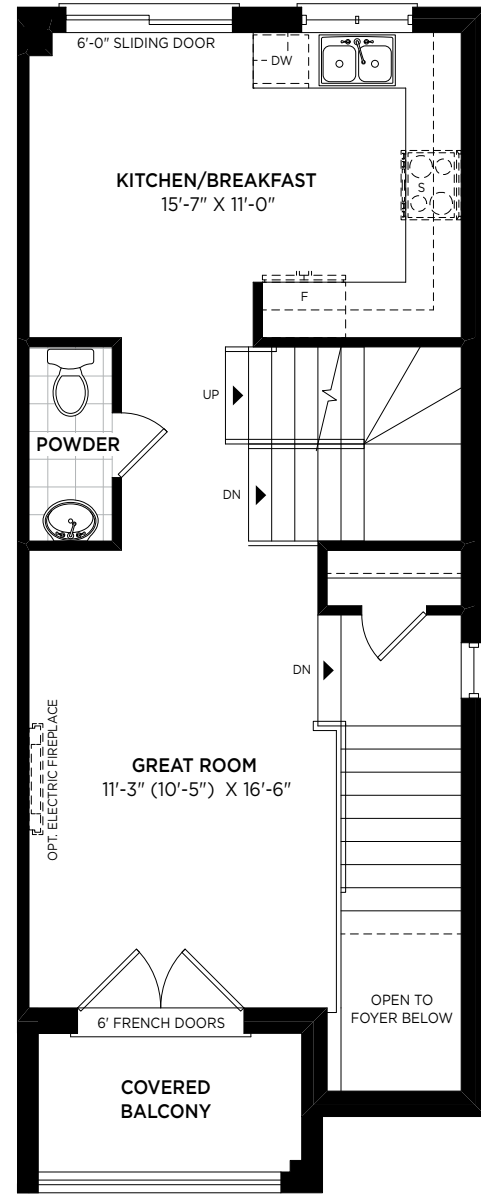 6'-0" SLIDING DOOR
DW
KITCHEN/BREAKFAST
15'-7" X 11'-0"
S
F
UP
POWDER
DN
DN
OPT. ELECTRIC FIREPLACE
GREAT ROOM
11'-3" (10'-5") X 16'-6"
OPEN TO
FOYER BELOW
6' FRENCH DOORS
COVERED
BALCONY